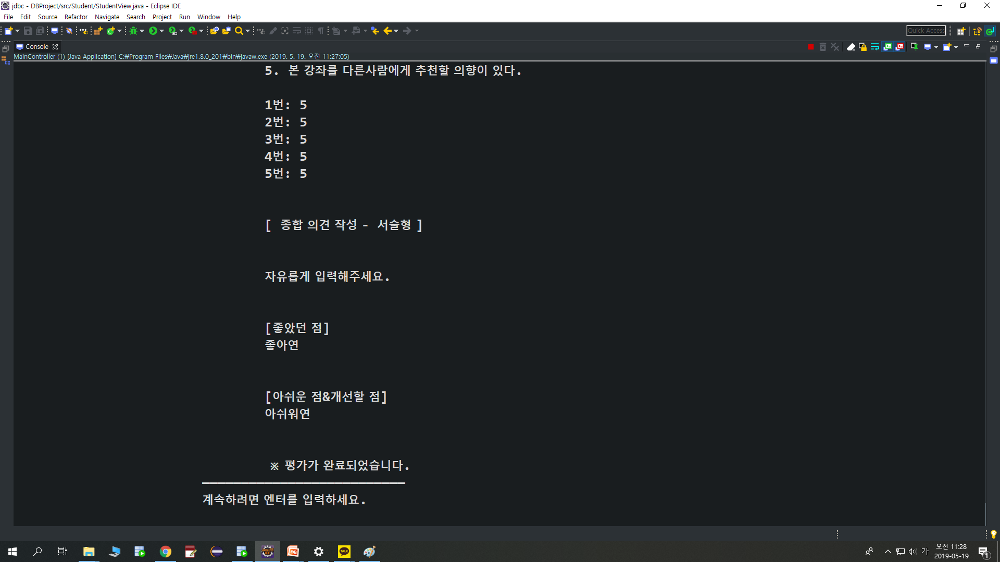 jdbc - DBProject/src/Student/StudentView.java - Eclipse IDE
File Edit Source Refactor Navigate Search Project Run Window Help
Quick Access
Console
MainController (1) [Java Application] C:₩Program Files₩Java₩jre1.8.0_201₩bin₩javaw.exe (2019. 5. 19. 오전 11:27:05)
5. 본 강좌를 다른사람에게 추천할 의향이 있다.
1번: 5
2번: 5
3번: 5
4번: 5
5번: 5
[ 종합 의견 작성 - 서술형 ]
자유롭게 입력해주세요.
[좋았던 점]
좋아연
[아쉬운 점&개선할 점]
아쉬워연
※ 평가가 완료되었습니다.
계속하려면 엔터를 입력하세요.
TALK
가
오전 11:28
2019-05-19
1